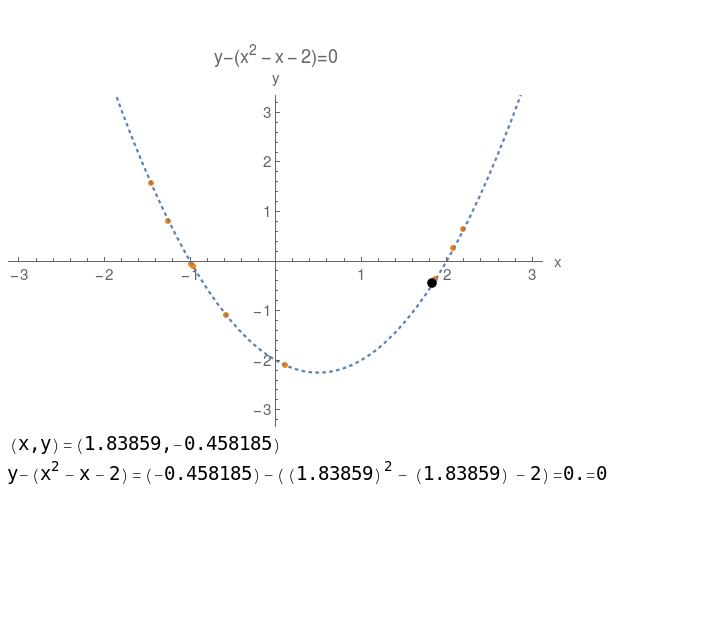 y−(x² − x − 2)=0
y
3
2
1
−3 −2 −1 1 2 3 x
−1
−2
−3
(x,y)=(1.83859,-0.458185)
y−(x² − x − 2)=(−0.458185)−((1.83859)² − (1.83859) − 2)=0.=0